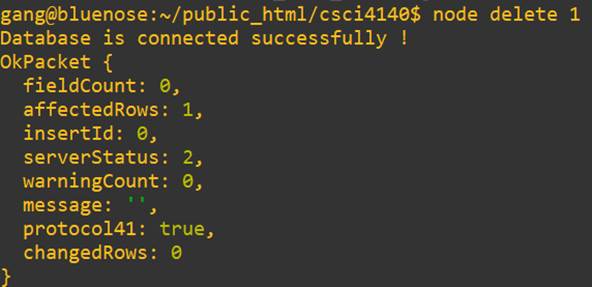 gang@bluenose:~/public_html/csci4140$ node delete 1
Database is connected successfully !
OkPacket {
  fieldCount: 0,
  affectedRows: 1,
  insertId: 0,
  serverStatus: 2,
  warningCount: 0,
  message: '',
  protocol41: true,
  changedRows: 0
}